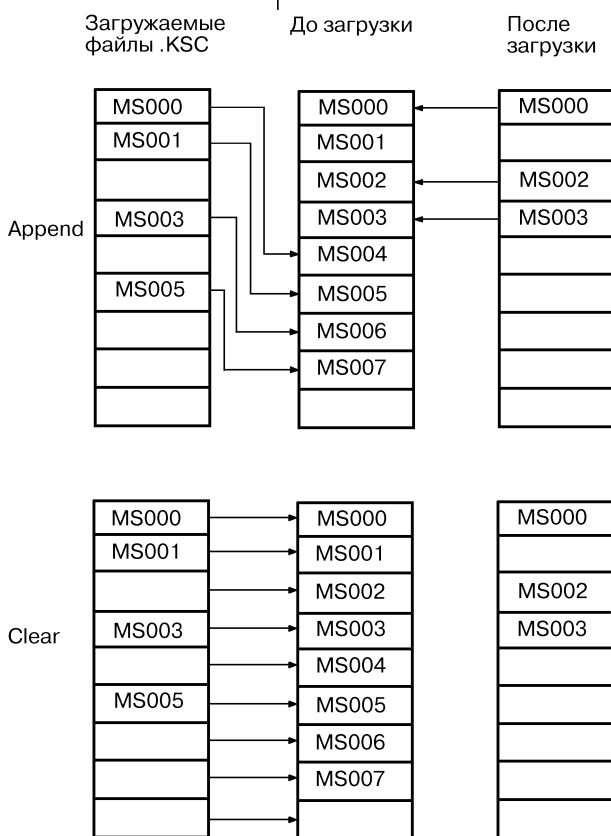 Загружаемые
файлы .KSC
До загрузки
После
загрузки
Append
MS000
MS001
MS003
MS005
MS000
MS001
MS002
MS003
MS004
MS005
MS006
MS007
MS000
MS002
MS003
Clear
MS000
MS001
MS003
MS005
MS000
MS001
MS002
MS003
MS004
MS005
MS006
MS007
MS000
MS002
MS003